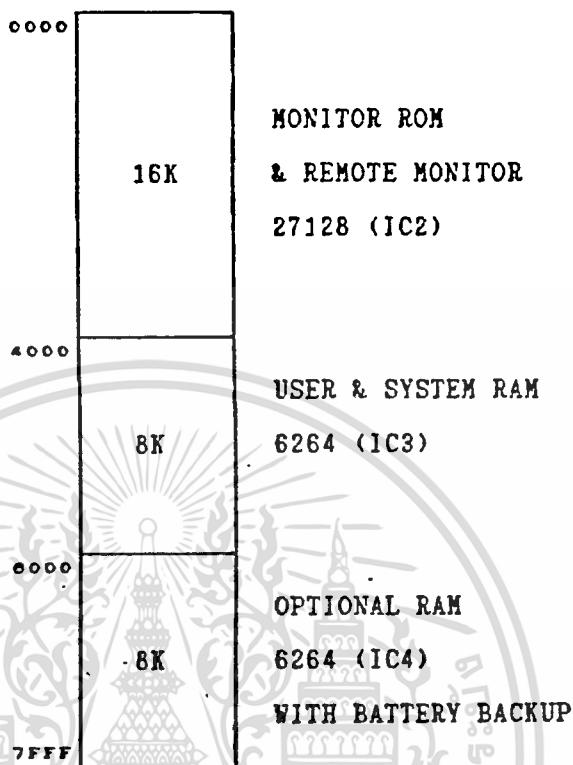 0000
MONITOR ROM
16K & REMOTE MONITOR
27128 (IC2)
4000
USER & SYSTEM RAM
8K 6264 (IC3)
6000
OPTIONAL RAM
8K 6264 (IC4)
WITH BATTERY BACKUP
7FFF